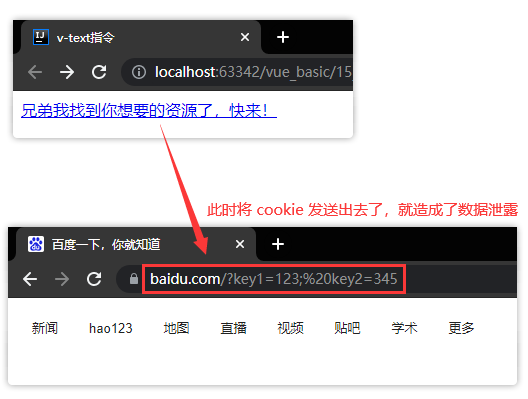 v-text指令
localhost:63342/vue_basic/15_
兄弟我找到你想要的资源了，快来！
此时将 cookie 发送出去了，就造成了数据泄露
百度一下，你就知道
baidu.com/?key1=123;%20key2=345
新闻 hao123 地图 直播 视频 贴吧 学术 更多